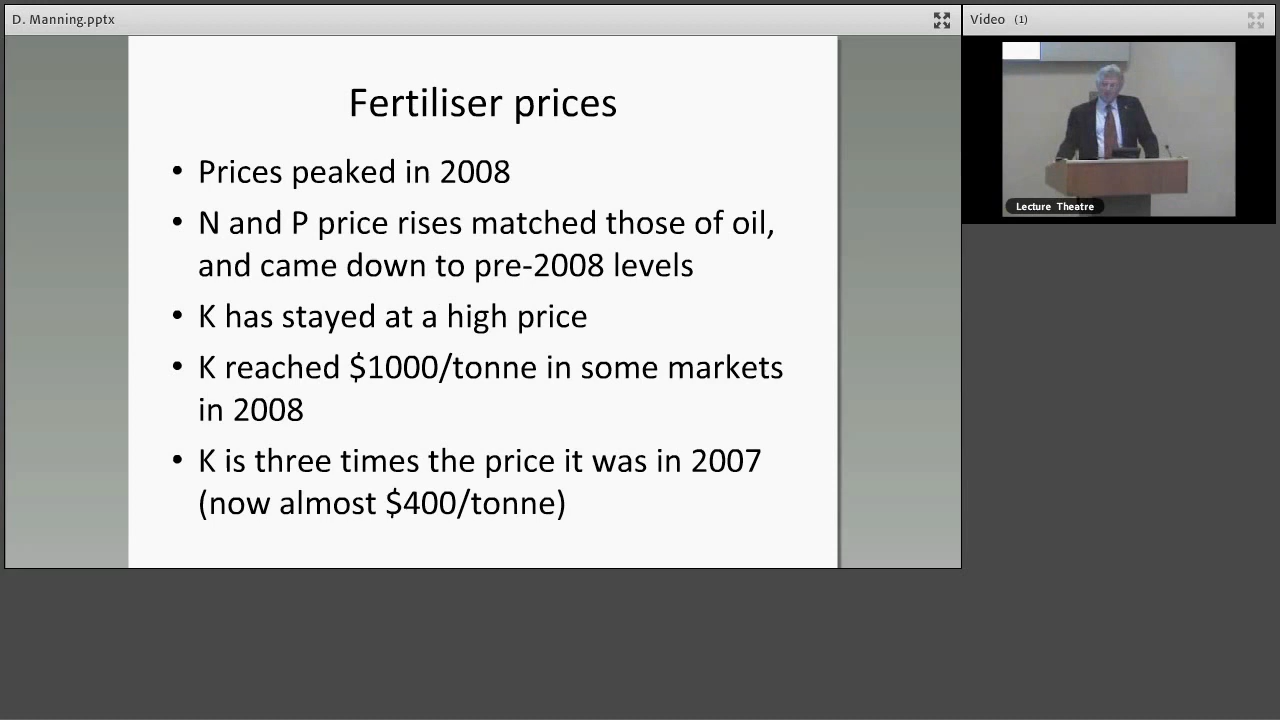 D. Manning.pptx
Video (1)
Fertiliser prices
• Prices peaked in 2008
• N and P price rises matched those of oil,
and came down to pre-2008 levels
• K has stayed at a high price
• K reached $1000/tonne in some markets
in 2008
• K is three times the price it was in 2007
(now almost $400/tonne)
Lecture Theatre